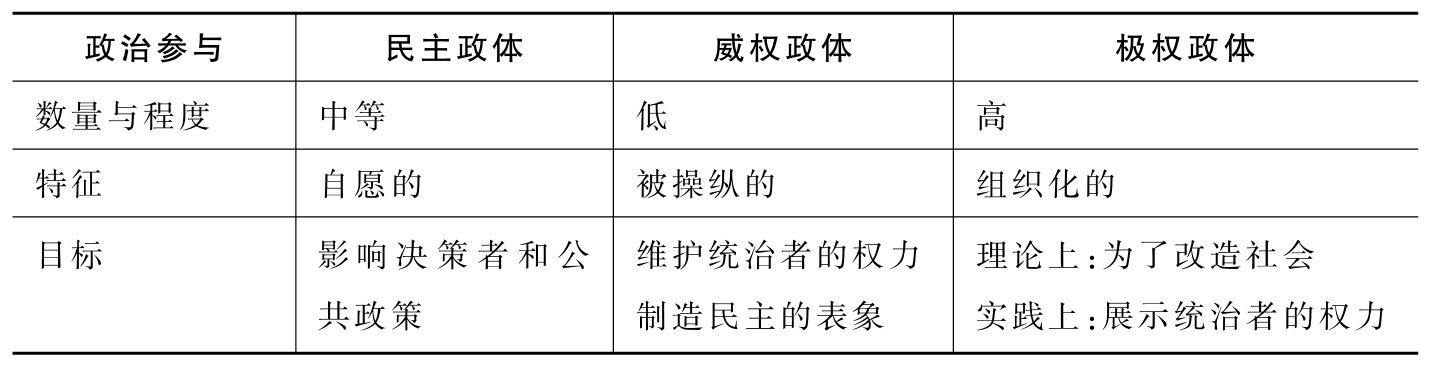 政治参与 民主政体 威权政体 极权政体
数量与程度 中等 低 高
特征 自愿的 被操纵的 组织化的
目标 影响决策者和公 维护统治者的权力 理论上:为了改造社会
共政策 制造民主的表象 实践上:展示统治者的权力